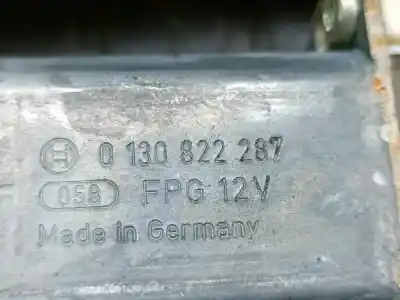 0 130 822 287
058 FPG 12V
Made in Germany